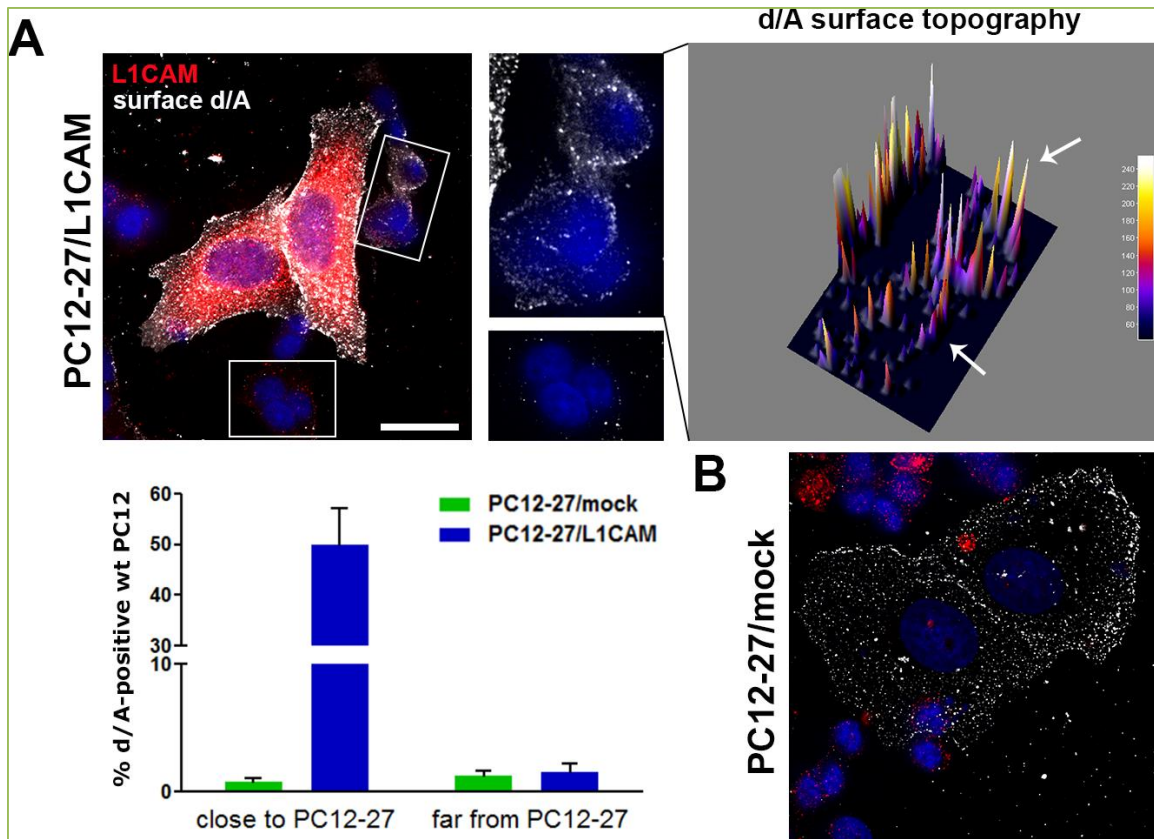 A
d/A surface topography
L1CAM
surface d/A
PC12-27/L1CAM
240
220
200
180
160
140
120
100
80
60
B
PC12-27/mock
% d/A-positive wt PC12
60
50
40
30
10
0
PC12-27/mock
PC12-27/L1CAM
close to PC12-27
far from PC12-27